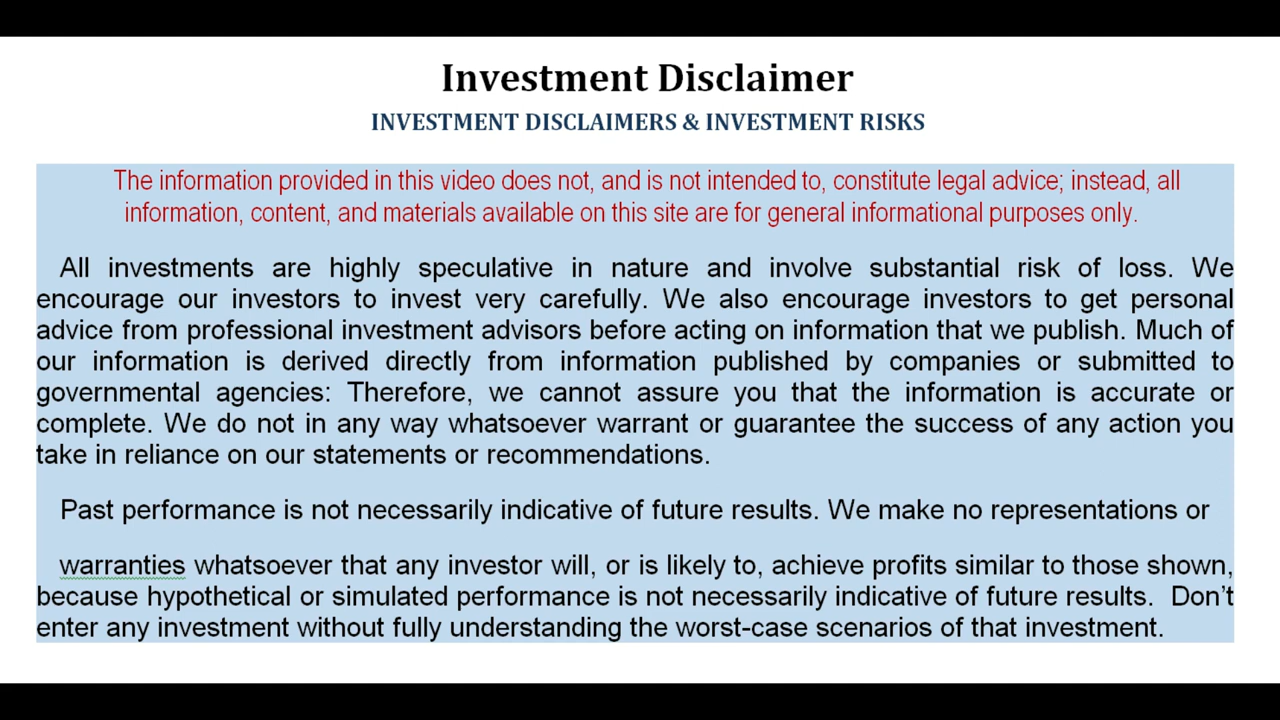 Investment Disclaimer
INVESTMENT DISCLAIMERS & INVESTMENT RISKS
The information provided in this video does not, and is not intended to, constitute legal advice; instead, all
information, content, and materials available on this site are for general informational purposes only.
All investments are highly speculative in nature and involve substantial risk of loss. We
encourage our investors to invest very carefully. We also encourage investors to get personal
advice from professional investment advisors before acting on information that we publish. Much of
our information is derived directly from information published by companies or submitted to
governmental agencies: Therefore, we cannot assure you that the information is accurate or
complete. We do not in any way whatsoever warrant or guarantee the success of any action you
take in reliance on our statements or recommendations.
Past performance is not necessarily indicative of future results. We make no representations or
warranties whatsoever that any investor will, or is likely to, achieve profits similar to those shown,
because hypothetical or simulated performance is not necessarily indicative of future results.  Don’t
enter any investment without fully understanding the worst-case scenarios of that investment.